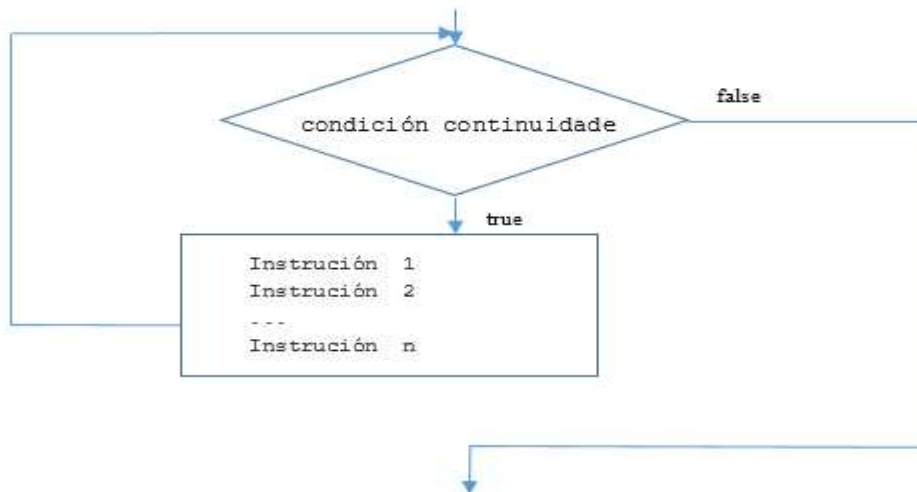 false
condición continuidade
true
Instrución 1
Instrución 2
...
Instrución n